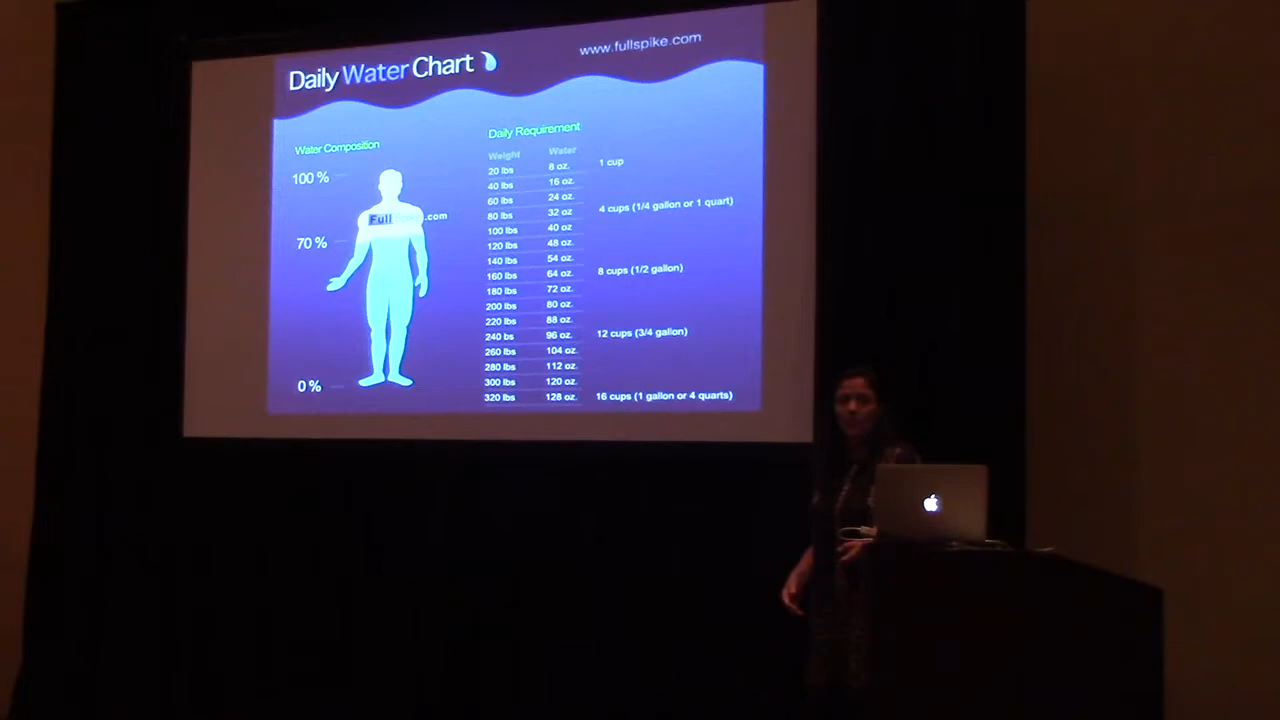 Daily Water Chart
www.fullspike.com
Water Composition
100 %
70 %
0 %
Full Spike.com
Daily Requirement
Weight Water
20 lbs 8 oz. 1 cup
40 lbs 16 oz.
60 lbs 24 oz.
80 lbs 32 oz 4 cups (1/4 gallon or 1 quart)
100 lbs 40 oz
120 lbs 48 oz.
140 lbs 54 oz.
160 lbs 64 oz. 8 cups (1/2 gallon)
180 lbs 72 oz.
200 lbs 80 oz.
220 lbs 88 oz.
240 bs 96 oz. 12 cups (3/4 gallon)
260 lbs 104 oz.
280 lbs 112 oz.
300 lbs 120 oz.
320 lbs 128 oz. 16 cups (1 gallon or 4 quarts)